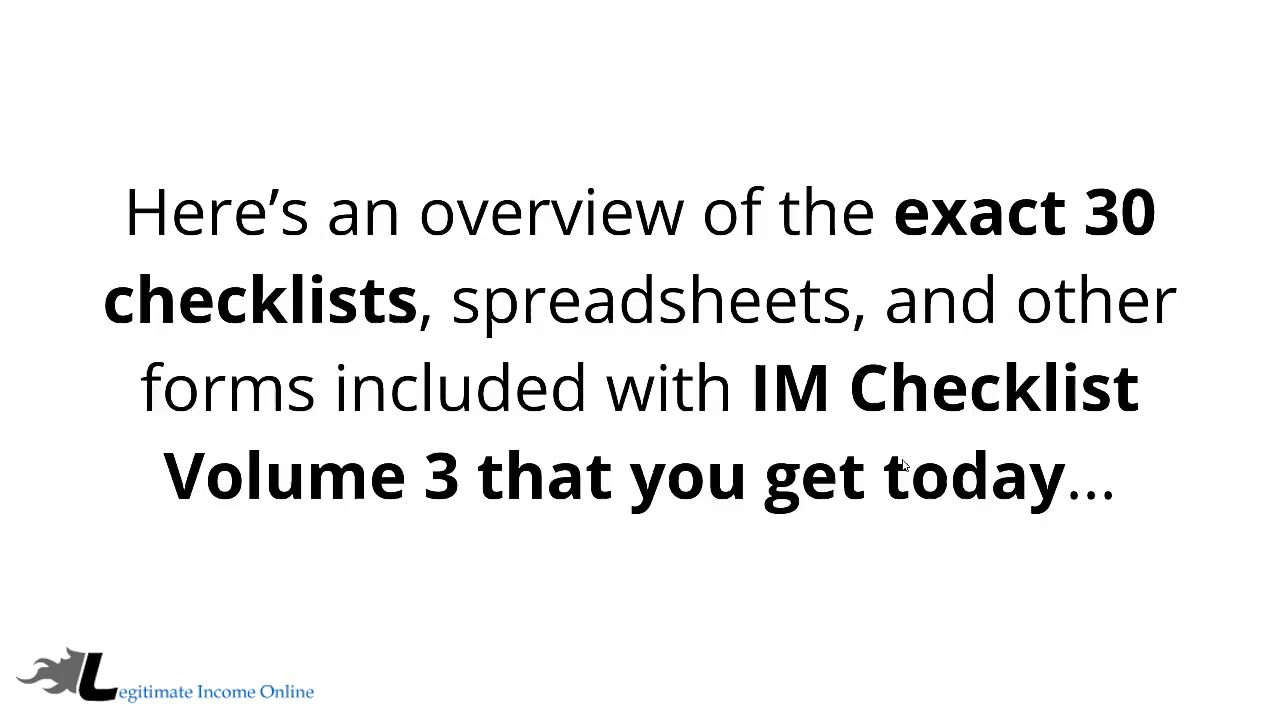 Here’s an overview of the exact 30
checklists, spreadsheets, and other
forms included with IM Checklist
Volume 3 that you get today...
Legitimate Income Online